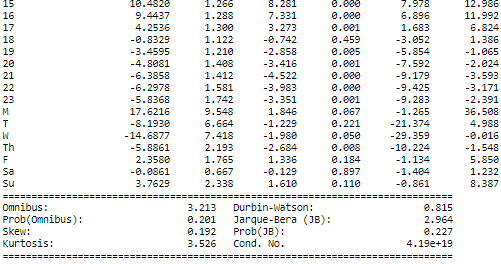 15 10.4820 1.266 8.281 0.000 7.978 12.986
16 9.4437 1.288 7.331 0.000 6.896 11.992
17 4.2536 1.300 3.273 0.001 1.683 6.824
18 -0.8329 1.122 -0.742 0.459 -3.052 1.386
19 -3.4595 1.210 -2.858 0.005 -5.854 -1.065
20 -4.8081 1.408 -3.416 0.001 -7.592 -2.024
21 -6.3858 1.412 -4.522 0.000 -9.179 -3.593
22 -6.2978 1.581 -3.983 0.000 -9.425 -3.171
23 -5.8368 1.742 -3.351 0.001 -9.283 -2.391
M 17.6216 9.548 1.846 0.067 -1.265 36.508
T -8.1930 6.664 -1.229 0.221 -21.374 4.988
W -14.6877 7.418 -1.980 0.050 -29.359 -0.016
Th -5.8861 2.193 -2.684 0.008 -10.224 -1.548
F 2.3580 1.765 1.336 0.184 -1.134 5.850
Sa -0.0861 0.667 -0.129 0.897 -1.404 1.232
Su 3.7629 2.338 1.610 0.110 -0.861 8.387
==============================================================================
Omnibus: 3.213 Durbin-Watson: 0.815
Prob(Omnibus): 0.201 Jarque-Bera (JB): 2.964
Skew: 0.192 Prob(JB): 0.227
Kurtosis: 3.526 Cond. No. 4.19e+19
==============================================================================